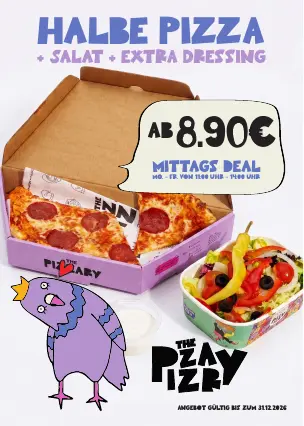 HALBE PIZZA
+ SALAT + EXTRA DRESSING
AB 8.90€
MITTAGS DEAL
MO. - FR. VON 11:00 UHR - 14:00 UHR
THE
ANGEBOT GÜLTIG BIS ZUM 31.12.2026